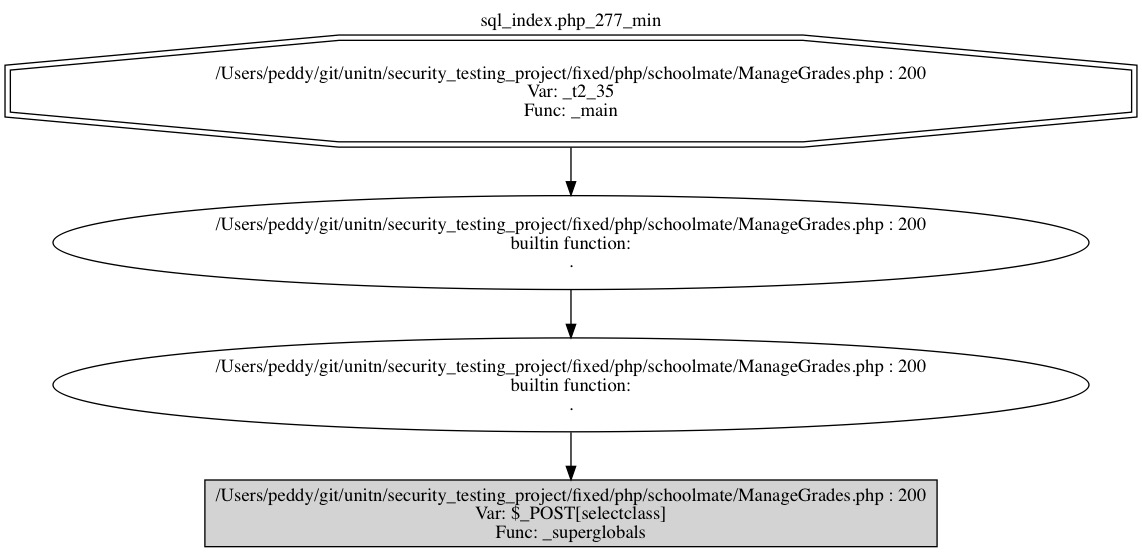 sql_index.php_277_min
/Users/peddy/git/unitn/security_testing_project/fixed/php/schoolmate/ManageGrades.php : 200
Var: _t2_35
Func: _main
/Users/peddy/git/unitn/security_testing_project/fixed/php/schoolmate/ManageGrades.php : 200
builtin function:
.
/Users/peddy/git/unitn/security_testing_project/fixed/php/schoolmate/ManageGrades.php : 200
builtin function:
.
/Users/peddy/git/unitn/security_testing_project/fixed/php/schoolmate/ManageGrades.php : 200
Var: $_POST[selectclass]
Func: _superglobals